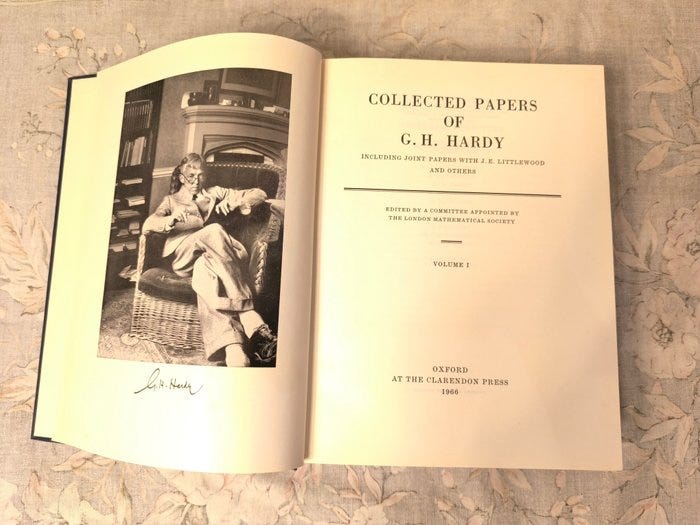 G. H. Hardy
COLLECTED PAPERS
OF
G. H. HARDY
INCLUDING JOINT PAPERS WITH J. E. LITTLEWOOD
AND OTHERS
EDITED BY A COMMITTEE APPOINTED BY
THE LONDON MATHEMATICAL SOCIETY
VOLUME I
OXFORD
AT THE CLARENDON PRESS
1966